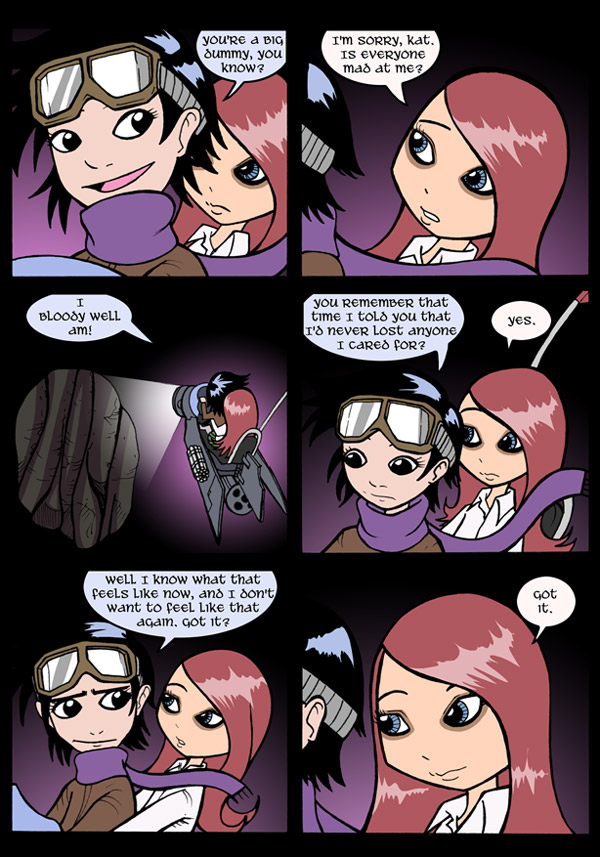 YOU'RE A BIG
DUMMY, YOU
KNOW?
I'M SORRY, KAT.
IS EVERYONE
MAD AT ME?
I
BLOODY WELL
AM!
YOU REMEMBER THAT
TIME I TOLD YOU THAT
I'D NEVER LOST ANYONE
I CARED FOR?
YES.
WELL I KNOW WHAT THAT
FEELS LIKE NOW, AND I DON'T
WANT TO FEEL LIKE THAT
AGAIN. GOT IT?
GOT
IT.